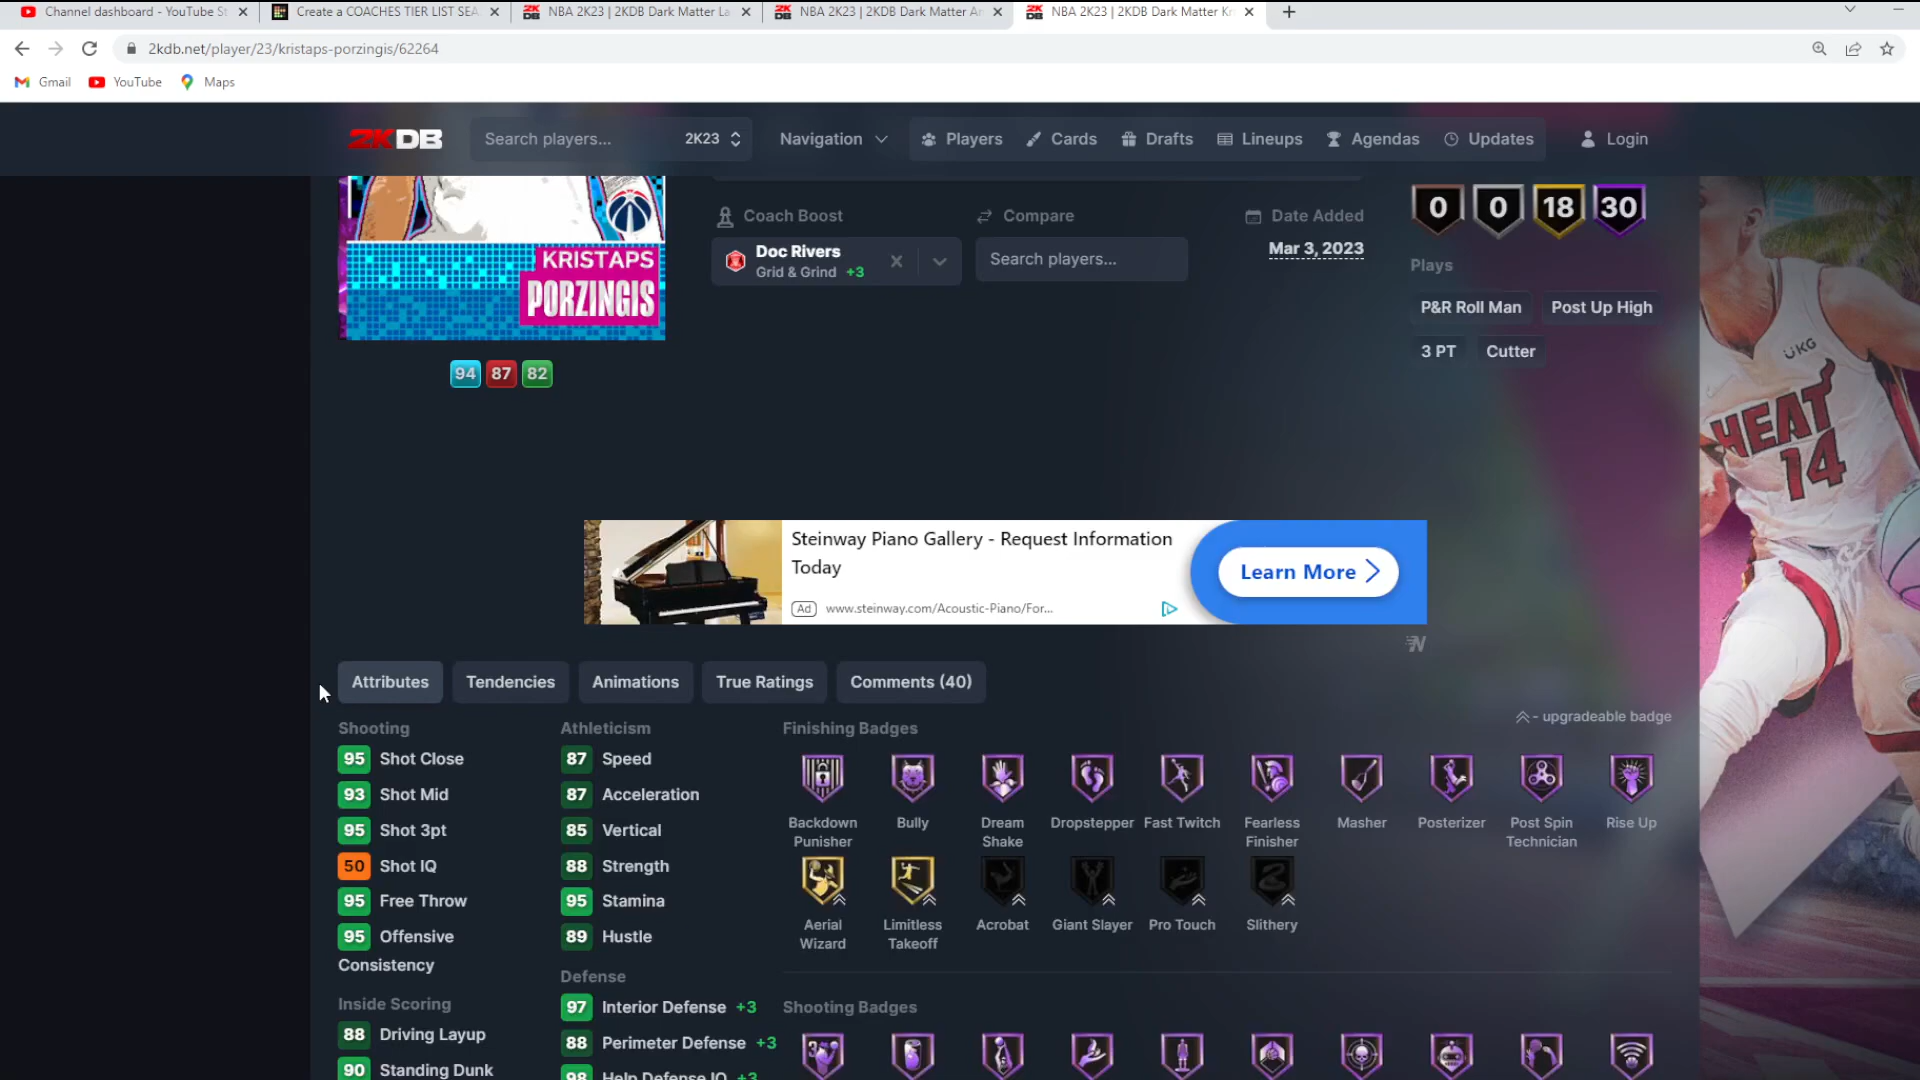 Channel dashboard - YouTube St
Create a COACHES TIER LIST SEA
NBA 2K23 | 2KDB Dark Matter La
NBA 2K23 | 2KDB Dark Matter An
NBA 2K23 | 2KDB Dark Matter Kr
2kdb.net/player/23/kristaps-porzingis/62264
Gmail
YouTube
Maps
2KDB
Search players...
2K23
Navigation
Players
Cards
Drafts
Lineups
Agendas
Updates
Login
KRISTAPS
PORZINGIS
94 87 82
Coach Boost
Doc Rivers
Grid & Grind +3
Compare
Search players...
Date Added
Mar 3, 2023
0 0 18 30
Plays
P&R Roll Man
Post Up High
3 PT
Cutter
UKG
HEAT
14
Steinway Piano Gallery - Request Information
Today
Ad www.steinway.com/Acoustic-Piano/For...
Learn More
N
Attributes
Tendencies
Animations
True Ratings
Comments (40)
- upgradeable badge
Shooting
95 Shot Close
93 Shot Mid
95 Shot 3pt
50 Shot IQ
95 Free Throw
95 Offensive
Consistency
Inside Scoring
88 Driving Layup
90 Standing Dunk
Athleticism
87 Speed
87 Acceleration
85 Vertical
88 Strength
95 Stamina
89 Hustle
Defense
97 Interior Defense +3
88 Perimeter Defense +3
98 Help Defense IQ +3
Finishing Badges
Backdown
Punisher
Bully
Dream
Shake
Dropstepper
Fast Twitch
Fearless
Finisher
Masher
Posterizer
Post Spin
Technician
Rise Up
Aerial
Wizard
Limitless
Takeoff
Acrobat
Giant Slayer
Pro Touch
Slithery
Shooting Badges